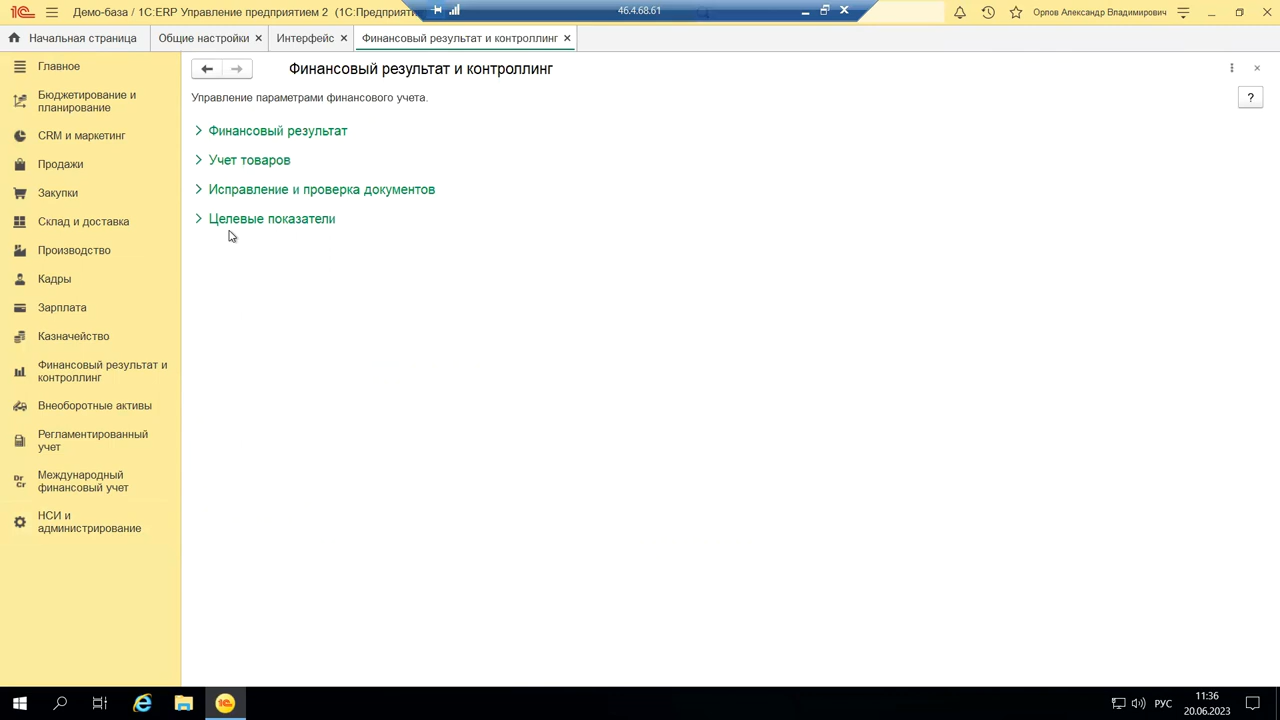 Демо-база / 1С:ERP Управление предприятием 2 (1С:Предприяти
46.4.68.61
Орлов Александр Владимирович
Начальная страница
Общие настройки
Интерфейс
Финансовый результат и контроллинг
Главное
Бюджетирование и
планирование
CRM и маркетинг
Продажи
Закупки
Склад и доставка
Производство
Кадры
Зарплата
Казначейство
Финансовый результат и
контроллинг
Внеоборотные активы
Регламентированный
учет
Международный
финансовый учет
НСИ и
администрирование
Финансовый результат и контроллинг
Управление параметрами финансового учета.
?
Финансовый результат
Учет товаров
Исправление и проверка документов
Целевые показатели
РУС
11:36
20.06.2023